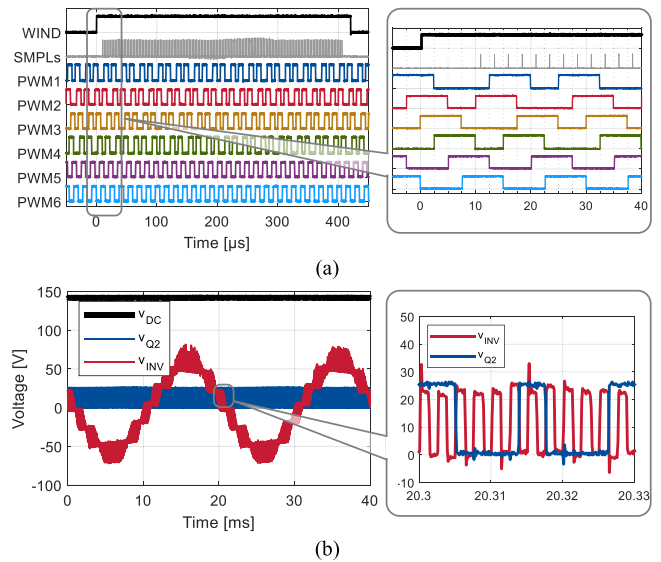 WIND
SMPLs
PWM1
PWM2
PWM3
PWM4
PWM5
PWM6
0 100 200 300 400
Time [µs]
0 10 20 30 40
(a)
150
100
50
0
-50
-100
Voltage [V]
vDC
vQ2
vINV
0 10 20 30 40
Time [ms]
50
40
30
20
10
0
-10
vINV
vQ2
20.3 20.31 20.32 20.33
(b)